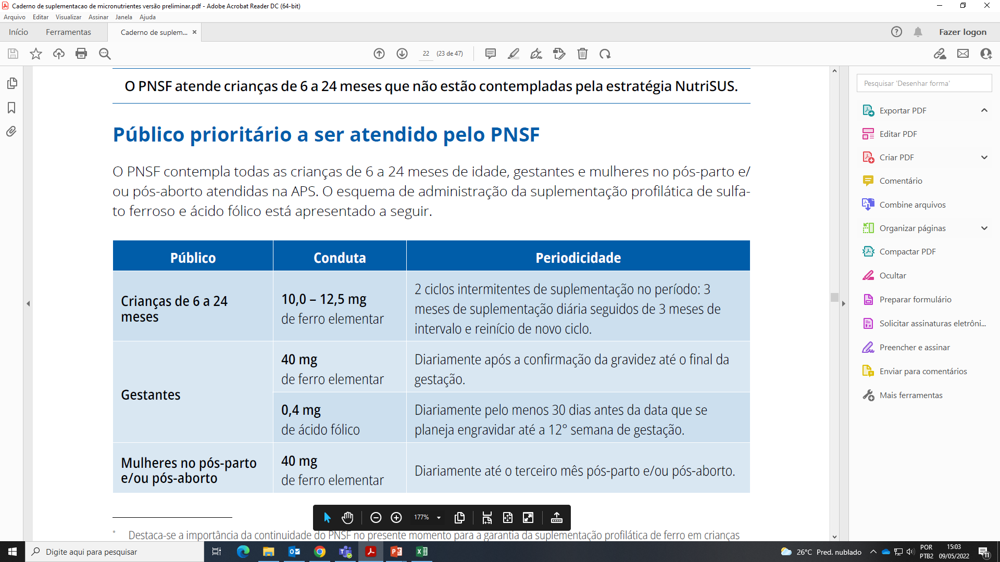 Caderno de suplementacao de micronutrientes versão preliminar.pdf - Adobe Acrobat Reader DC (64-bit)
Arquivo Editar Visualizar Assinar Janela Ajuda
Início Ferramentas Caderno de suplem... × Fazer logon
22 (23 de 47)
O PNSF atende crianças de 6 a 24 meses que não estão contempladas pela estratégia NutriSUS.
Público prioritário a ser atendido pelo PNSF
O PNSF contempla todas as crianças de 6 a 24 meses de idade, gestantes e mulheres no pós-parto e/
ou pós-aborto atendidas na APS. O esquema de administração da suplementação profilática de sulfa-
to ferroso e ácido fólico está apresentado a seguir.
Público Conduta Periodicidade
Crianças de 6 a 24
meses
10,0 – 12,5 mg
de ferro elementar
2 ciclos intermitentes de suplementação no período: 3
meses de suplementação diária seguidos de 3 meses de
intervalo e reinício de novo ciclo.
Gestantes
40 mg
de ferro elementar
Diariamente após a confirmação da gravidez até o final da
gestação.
0,4 mg
de ácido fólico
Diariamente pelo menos 30 dias antes da data que se
planeja engravidar até a 12° semana de gestação.
Mulheres no pós-parto
e/ou pós-aborto
40 mg
de ferro elementar
Diariamente até o terceiro mês pós-parto e/ou pós-aborto.
* Destaca-se a importância da continuidade do PNSF no presente momento para a garantia da suplementação profilática de ferro em crianças
177%
Pesquisar 'Desenhar forma'
Exportar PDF
Editar PDF
Criar PDF
Comentário
Combine arquivos
Organizar páginas
Compactar PDF
Ocultar
Preparar formulário
Solicitar assinaturas eletrôni...
Preencher e assinar
Enviar para comentários
Mais ferramentas
Digite aqui para pesquisar
26°C Pred. nublado
POR
PTB2
15:03
09/05/2022
11